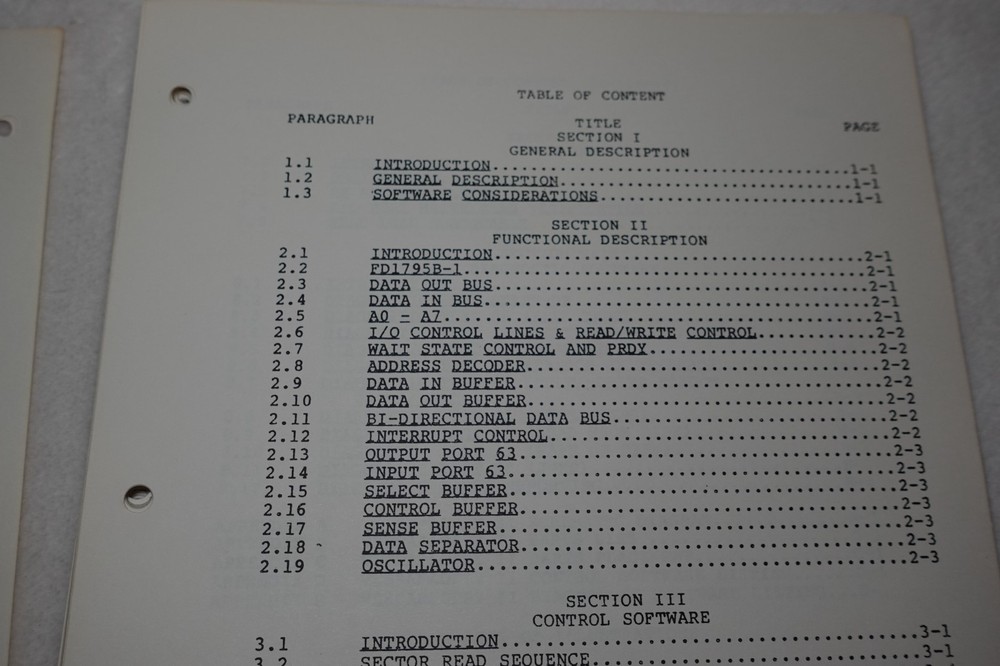 TABLE OF CONTENT
PARAGRAPH TITLE PAGE
SECTION I
GENERAL DESCRIPTION
1.1 INTRODUCTION........................................1-1
1.2 GENERAL DESCRIPTION.................................1-1
1.3 SOFTWARE CONSIDERATIONS.............................1-1
SECTION II
FUNCTIONAL DESCRIPTION
2.1 INTRODUCTION........................................2-1
2.2 FD1795B-1...........................................2-1
2.3 DATA OUT BUS........................................2-1
2.4 DATA IN BUS.........................................2-1
2.5 A0 - A7.............................................2-1
2.6 I/O CONTROL LINES & READ/WRITE CONTROL..............2-2
2.7 WAIT STATE CONTROL AND PRDY.........................2-2
2.8 ADDRESS DECODER.....................................2-2
2.9 DATA IN BUFFER......................................2-2
2.10 DATA OUT BUFFER.....................................2-2
2.11 BI-DIRECTIONAL DATA BUS.............................2-2
2.12 INTERRUPT CONTROL...................................2-2
2.13 OUTPUT PORT 63......................................2-3
2.14 INPUT PORT 63.......................................2-3
2.15 SELECT BUFFER.......................................2-3
2.16 CONTROL BUFFER......................................2-3
2.17 SENSE BUFFER........................................2-3
2.18 DATA SEPARATOR......................................2-3
2.19 OSCILLATOR..........................................2-3
SECTION III
CONTROL SOFTWARE
3.1 INTRODUCTION........................................3-1
3.2 SECTOR READ SEQUENCE................................3-1